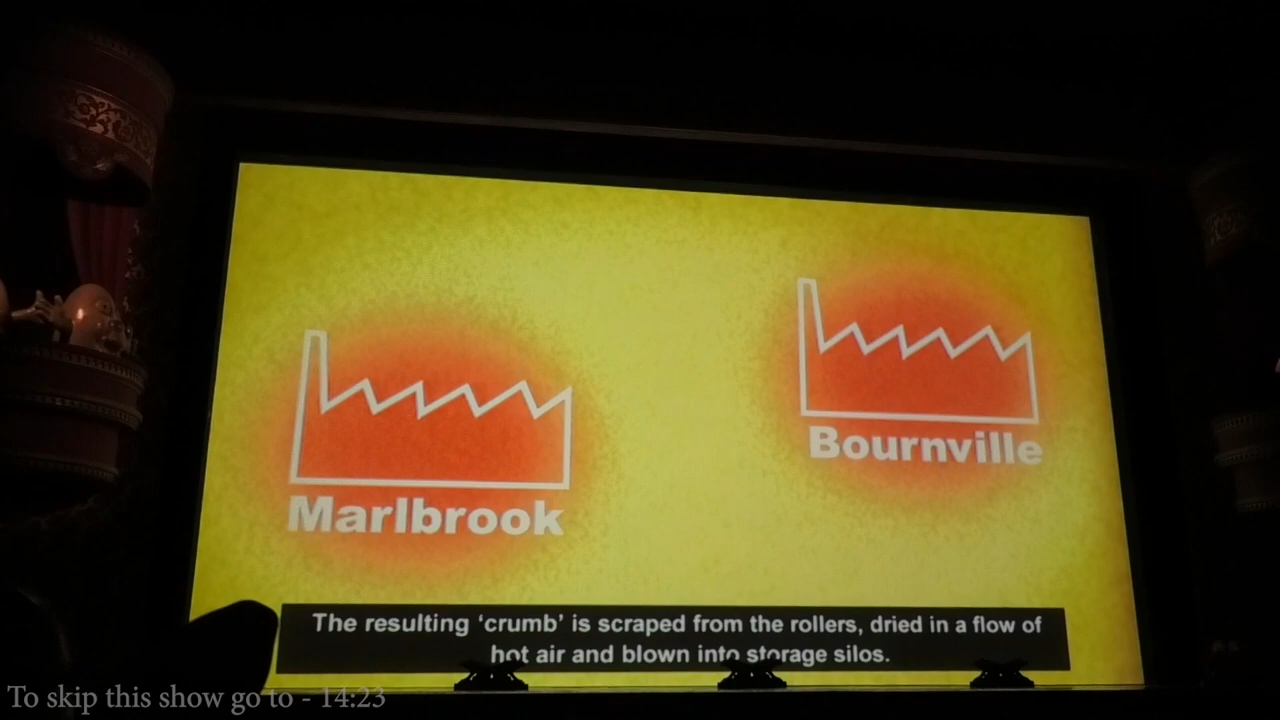 Bournville
Marlbrook
The resulting ‘crumb’ is scraped from the rollers, dried in a flow of
hot air and blown into storage silos.
To skip this show go to - 14:23